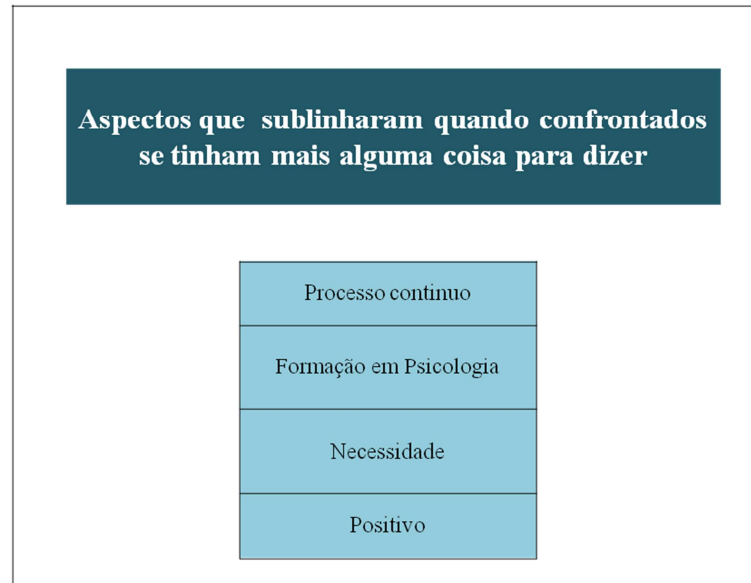 Aspectos que sublinharam quando confrontados
se tinham mais alguma coisa para dizer
Processo continuo
Formação em Psicologia
Necessidade
Positivo